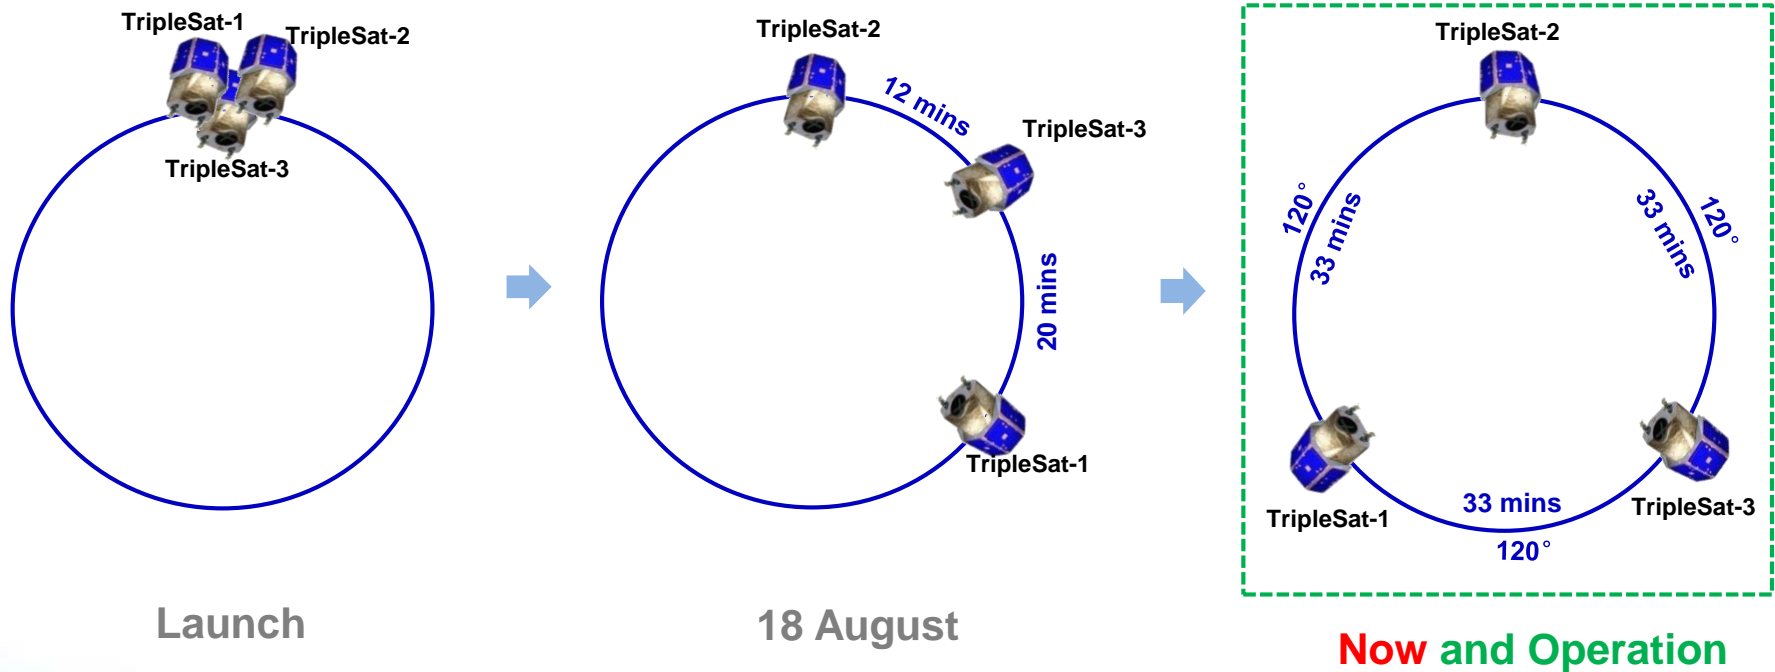 TripleSat-1
TripleSat-2
TripleSat-3
Launch
TripleSat-2
12 mins
TripleSat-3
20 mins
TripleSat-1
18 August
TripleSat-2
120°
33 mins
33 mins
120°
TripleSat-1
33 mins
TripleSat-3
120°
Now and Operation